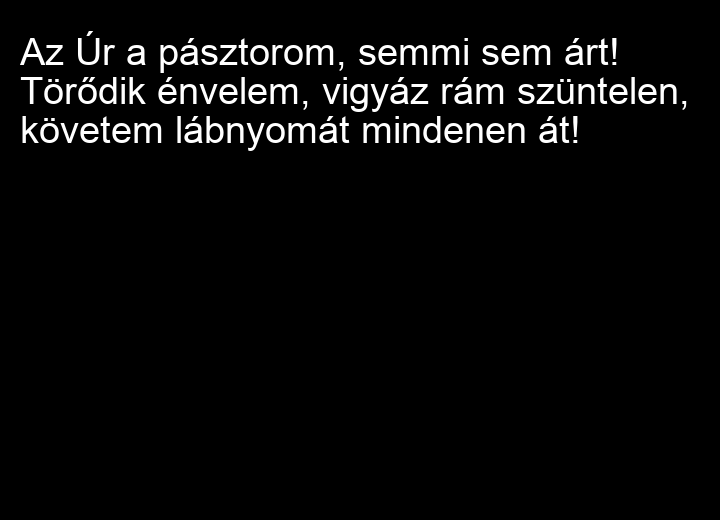 Az Úr a pásztorom, semmi sem árt!
Törődik énvelem, vigyáz rám szüntelen,
követem lábnyomát mindenen át!